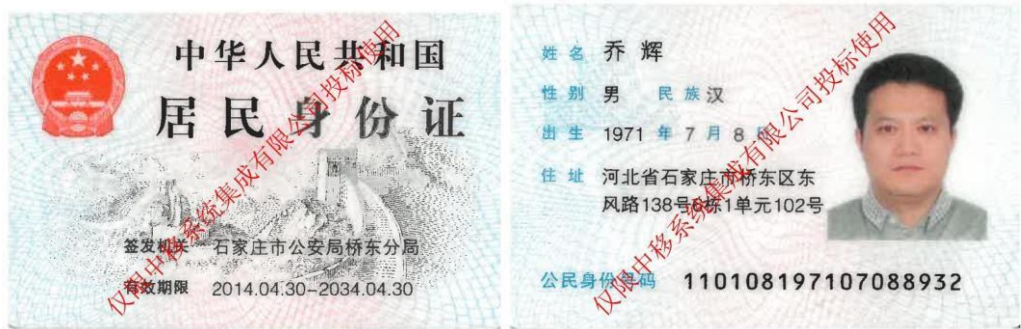 中华人民共和国
居民身份证
签发机关 石家庄市公安局桥东分局
有效期限 2014.04.30-2034.04.30
仅限中移系统集成有限公司投标使用
姓名 乔辉
性别 男 民族 汉
出生 1971 年 7 月 8 日
住址 河北省石家庄市桥东区东
风路138号6栋1单元102号
公民身份号码 110108197107088932
仅限中移系统集成有限公司投标使用